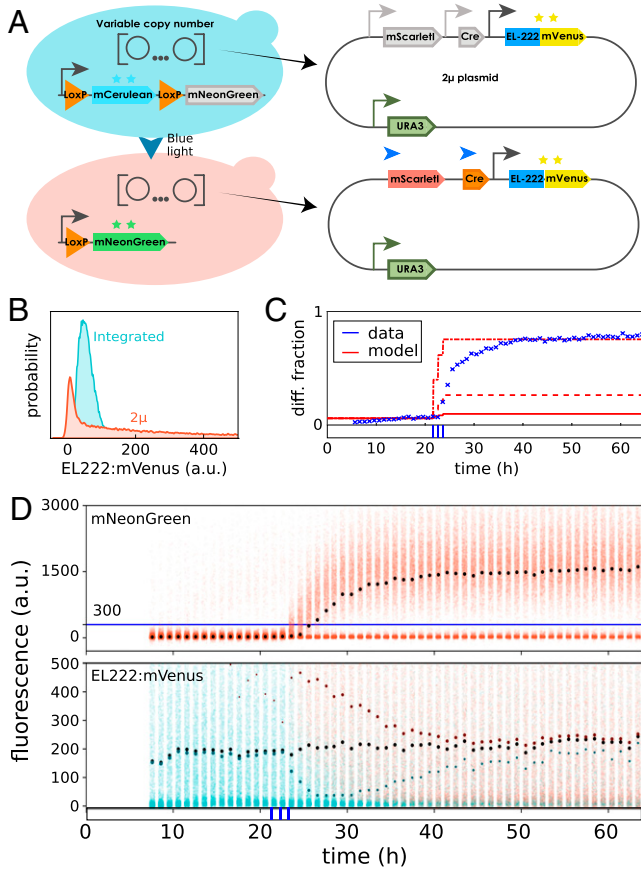 A
Variable copy number
[ ... ]
LoxP mCerulean LoxP mNeonGreen
Blue
light
[ ... ]
LoxP mNeonGreen
mScarletI Cre EL-222 mVenus
2μ plasmid
URA3
mScarletI Cre EL-222 mVenus
URA3
B
probability
Integrated
2μ
0 200 400
EL222:mVenus (a.u.)
C
diff. fraction
1
0
data
model
0 10 20 30 40 50 60
time (h)
D
fluorescence (a.u.)
mNeonGreen
3000
1500
300
0
EL222:mVenus
500
400
300
200
100
0
0 10 20 30 40 50 60
time (h)